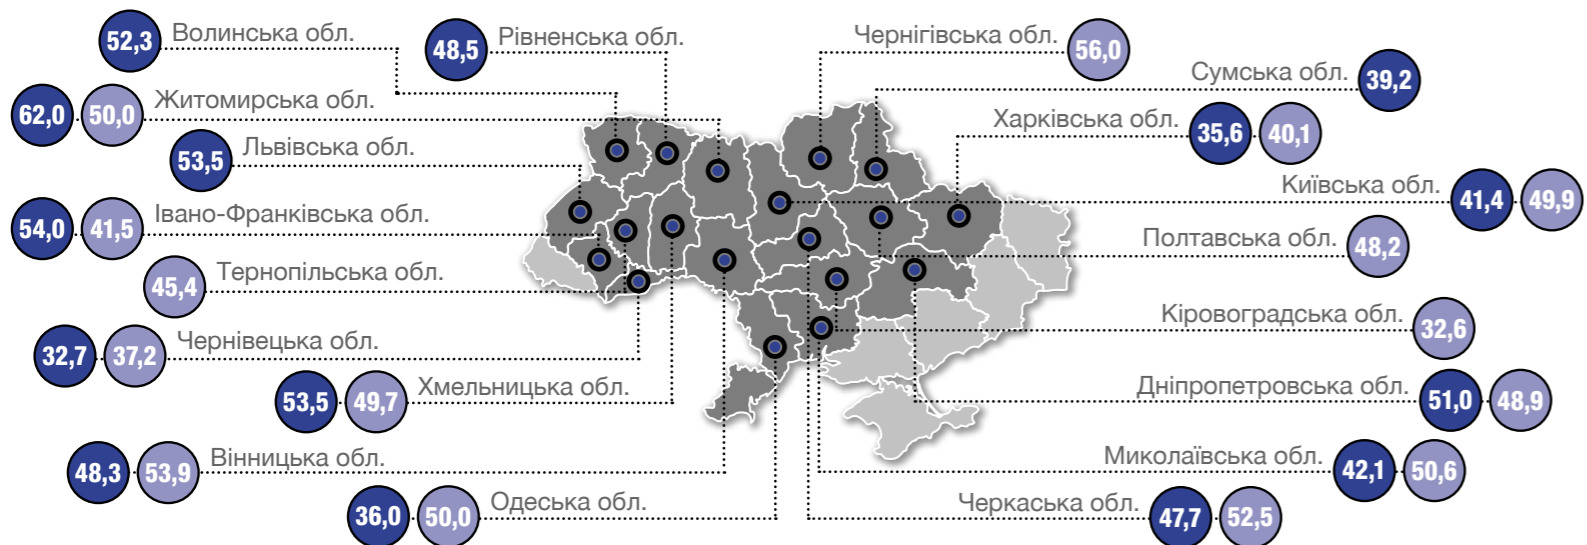 52,3 Волинська обл.
48,5 Рівненська обл.
Чернігівська обл. 56,0
Сумська обл. 39,2
62,0 50,0 Житомирська обл.
Харківська обл. 35,6 40,1
53,5 Львівська обл.
Київська обл. 41,4 49,9
54,0 41,5 Івано-Франківська обл.
Полтавська обл. 48,2
45,4 Тернопільська обл.
Кіровоградська обл. 32,6
32,7 37,2 Чернівецька обл.
53,5 49,7 Хмельницька обл.
Дніпропетровська обл. 51,0 48,9
48,3 53,9 Вінницька обл.
Миколаївська обл. 42,1 50,6
36,0 50,0 Одеська обл.
Черкаська обл. 47,7 52,5